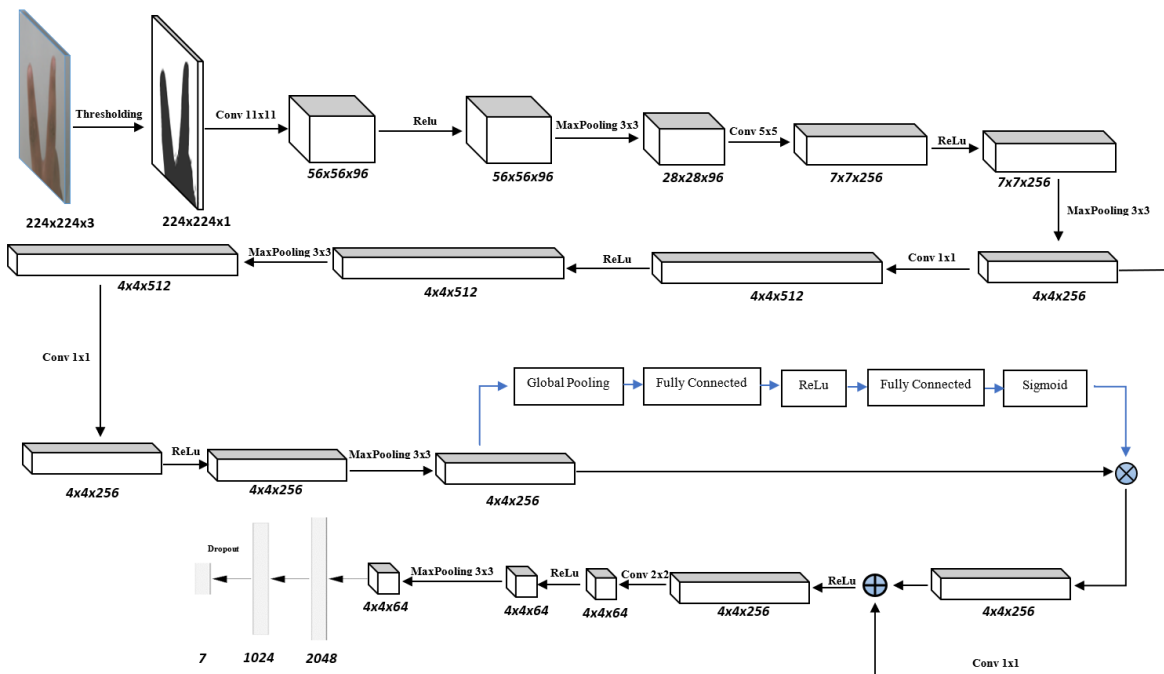 Thresholding
Conv 11x11
Relu
MaxPooling 3x3
Conv 5x5
ReLu
224x224x3
224x224x1
56x56x96
56x56x96
28x28x96
7x7x256
7x7x256
MaxPooling 3x3
MaxPooling 3x3
ReLu
Conv 1x1
4x4x512
4x4x512
4x4x512
4x4x256
Conv 1x1
Global Pooling
Fully Connected
ReLu
Fully Connected
Sigmoid
ReLu
MaxPooling 3x3
4x4x256
4x4x256
4x4x256
Dropout
MaxPooling 3x3
ReLu
Conv 2x2
ReLu
4x4x64
4x4x64
4x4x64
4x4x256
4x4x256
7
1024
2048
Conv 1x1